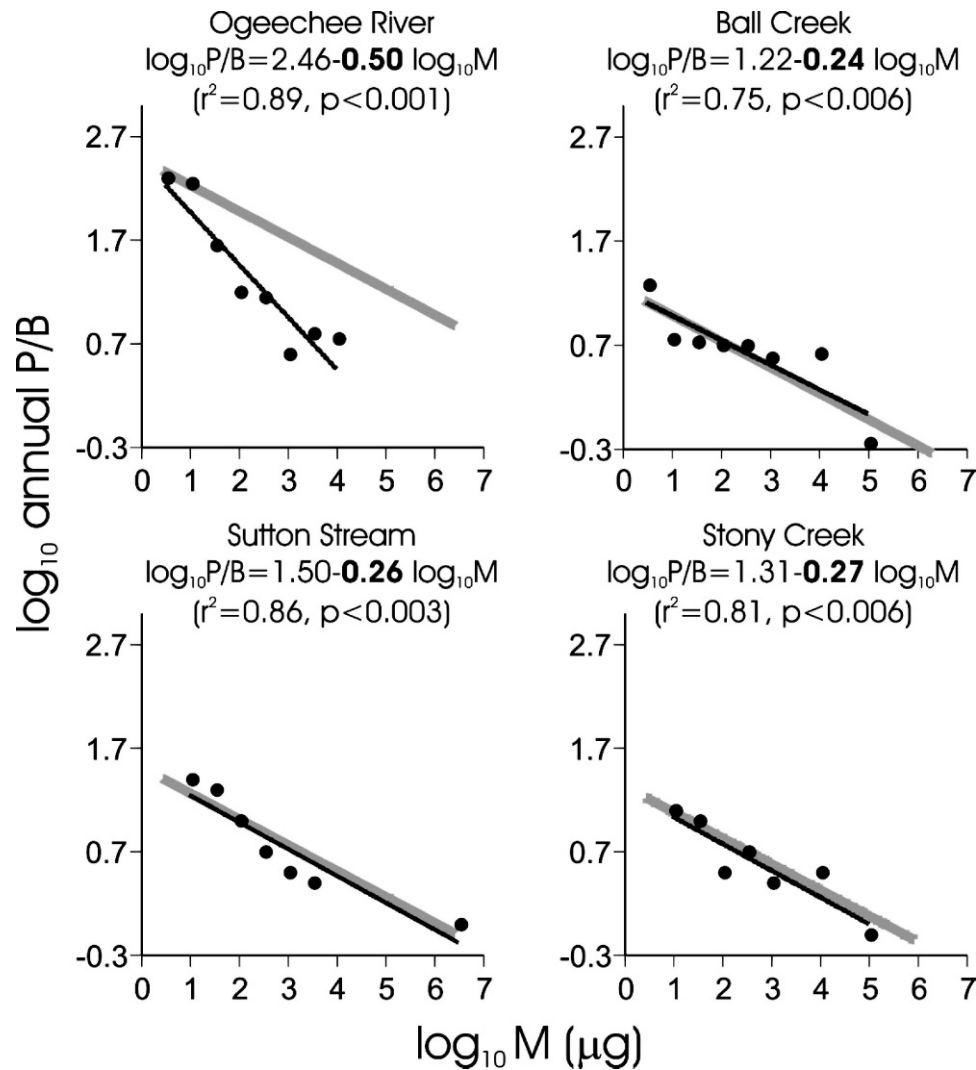 Ogeechee River
log₁₀P/B=2.46-0.50 log₁₀M
(r²=0.89, p<0.001)
2.7
1.7
0.7
-0.3
0 1 2 3 4 5 6 7
Ball Creek
log₁₀P/B=1.22-0.24 log₁₀M
(r²=0.75, p<0.006)
2.7
1.7
0.7
-0.3
0 1 2 3 4 5 6 7
log₁₀ annual P/B
Sutton Stream
log₁₀P/B=1.50-0.26 log₁₀M
(r²=0.86, p<0.003)
2.7
1.7
0.7
-0.3
0 1 2 3 4 5 6 7
Stony Creek
log₁₀P/B=1.31-0.27 log₁₀M
(r²=0.81, p<0.006)
2.7
1.7
0.7
-0.3
0 1 2 3 4 5 6 7
log₁₀ M (µg)